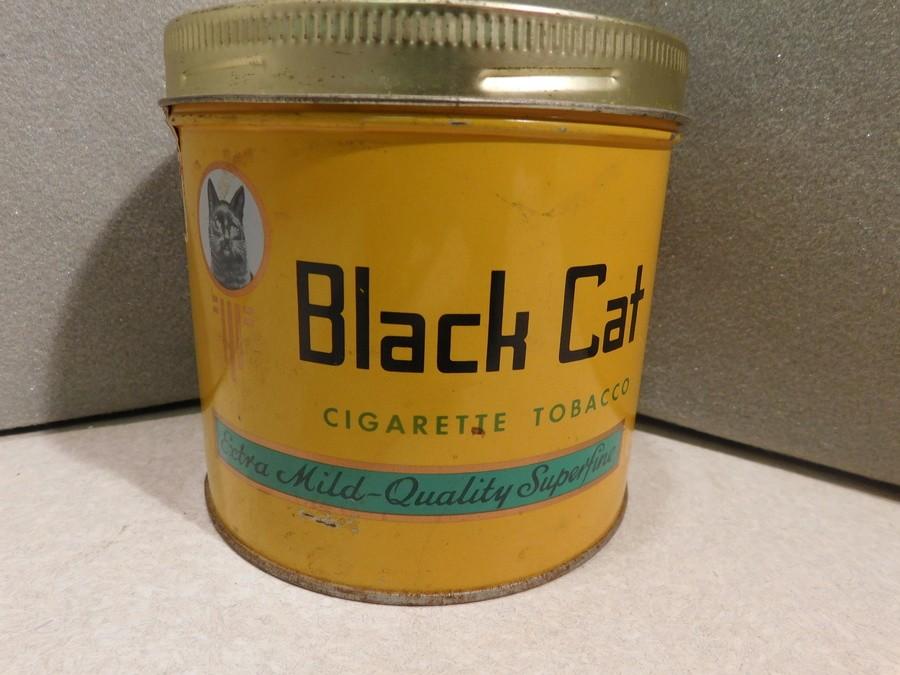 Black Cat
CIGARETTE TOBACCO
Extra Mild-Quality Superfine